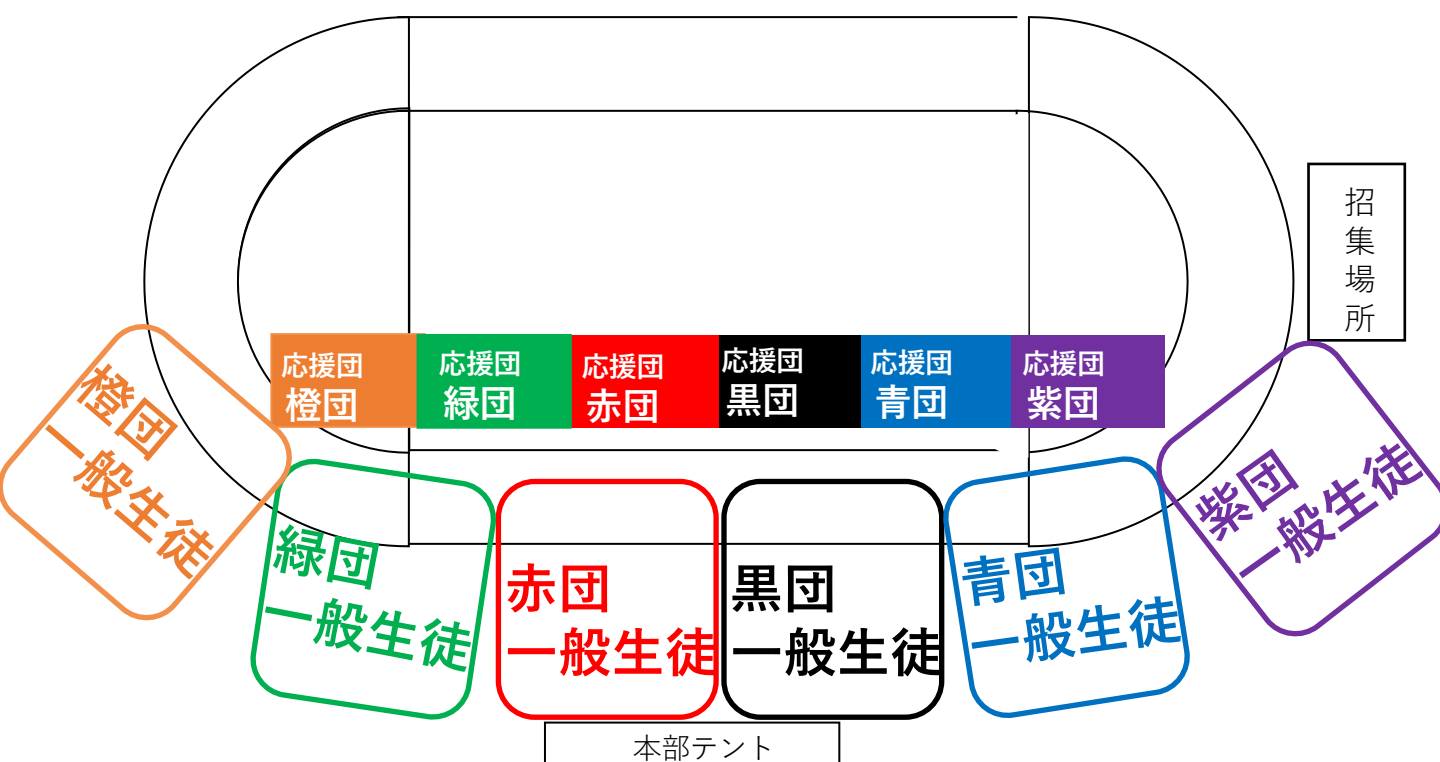 招集場所
応援団
橙団
応援団
緑団
応援団
赤団
応援団
黒団
応援団
青団
応援団
紫団
橙団
一般生徒
緑団
一般生徒
赤団
一般生徒
黒団
一般生徒
青団
一般生徒
紫団
一般生徒
本部テント